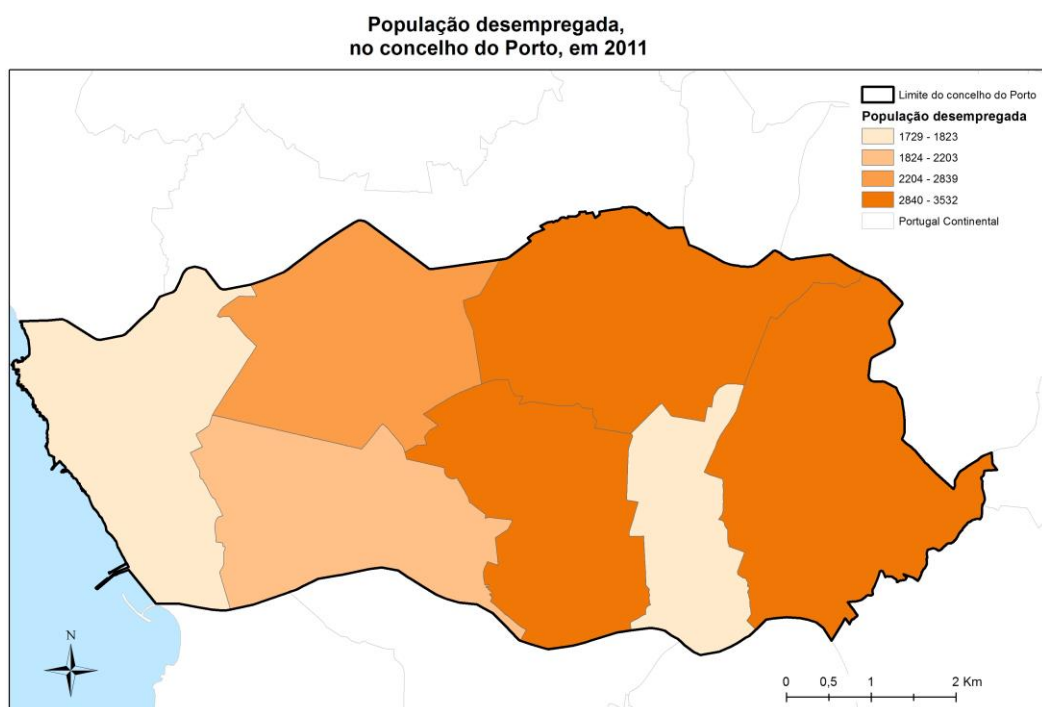 População desempregada,
no concelho do Porto, em 2011
Limite do concelho do Porto
População desempregada
1729 - 1823
1824 - 2203
2204 - 2839
2840 - 3532
Portugal Continental
N
0 0,5 1 2 Km